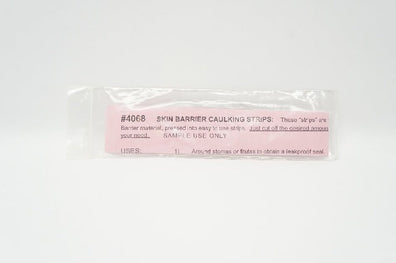 #4068 SKIN BARRIER CAULKING STRIPS: These "strips" are
Barrier material, pressed into easy to use strips. Just cut off the desired amount
your need. SAMPLE USE ONLY
USES: 1) Around stomas or fistulas to obtain a leakproof seal.